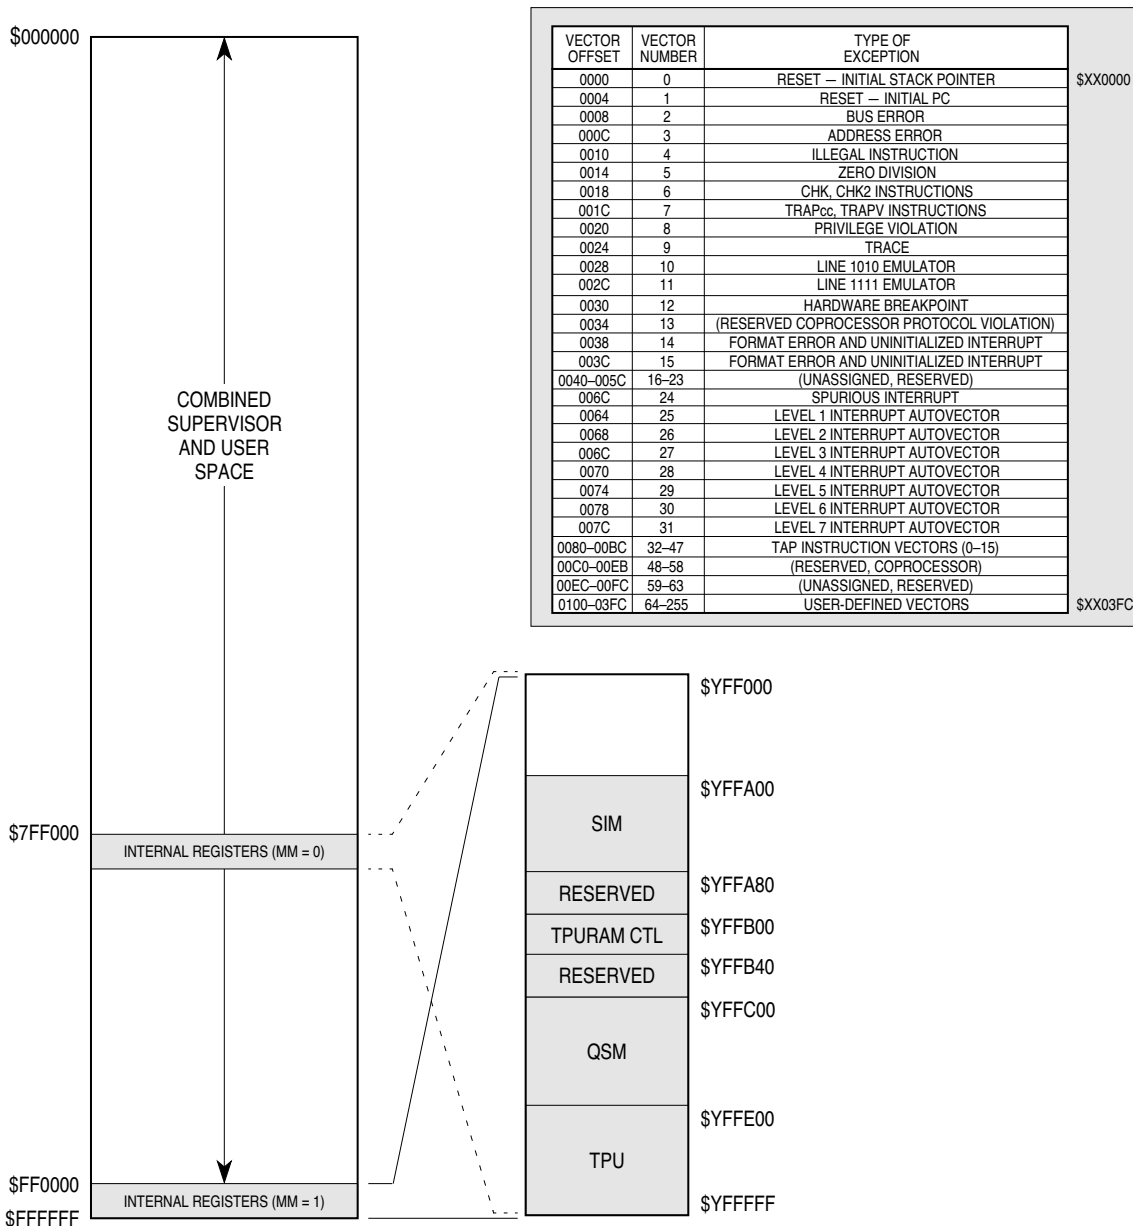 $000000
COMBINED
SUPERVISOR
AND USER
SPACE
$7FF000
INTERNAL REGISTERS (MM = 0)
$FF0000
INTERNAL REGISTERS (MM = 1)
$FFFFFF
VECTOR OFFSET VECTOR NUMBER TYPE OF EXCEPTION
0000 0 RESET — INITIAL STACK POINTER $XX0000
0004 1 RESET — INITIAL PC
0008 2 BUS ERROR
000C 3 ADDRESS ERROR
0010 4 ILLEGAL INSTRUCTION
0014 5 ZERO DIVISION
0018 6 CHK, CHK2 INSTRUCTIONS
001C 7 TRAPcc, TRAPV INSTRUCTIONS
0020 8 PRIVILEGE VIOLATION
0024 9 TRACE
0028 10 LINE 1010 EMULATOR
002C 11 LINE 1111 EMULATOR
0030 12 HARDWARE BREAKPOINT
0034 13 (RESERVED COPROCESSOR PROTOCOL VIOLATION)
0038 14 FORMAT ERROR AND UNINITIALIZED INTERRUPT
003C 15 FORMAT ERROR AND UNINITIALIZED INTERRUPT
0040–005C 16–23 (UNASSIGNED, RESERVED)
006C 24 SPURIOUS INTERRUPT
0064 25 LEVEL 1 INTERRUPT AUTOVECTOR
0068 26 LEVEL 2 INTERRUPT AUTOVECTOR
006C 27 LEVEL 3 INTERRUPT AUTOVECTOR
0070 28 LEVEL 4 INTERRUPT AUTOVECTOR
0074 29 LEVEL 5 INTERRUPT AUTOVECTOR
0078 30 LEVEL 6 INTERRUPT AUTOVECTOR
007C 31 LEVEL 7 INTERRUPT AUTOVECTOR
0080–00BC 32–47 TAP INSTRUCTION VECTORS (0–15)
00C0–00EB 48–58 (RESERVED, COPROCESSOR)
00EC–00FC 59–63 (UNASSIGNED, RESERVED)
0100–03FC 64–255 USER-DEFINED VECTORS $XX03FC
$YFF000
$YFFA00
SIM
$YFFA80
RESERVED
$YFFB00
TPURAM CTL
$YFFB40
RESERVED
$YFFC00
QSM
$YFFE00
TPU
$YFFFFF